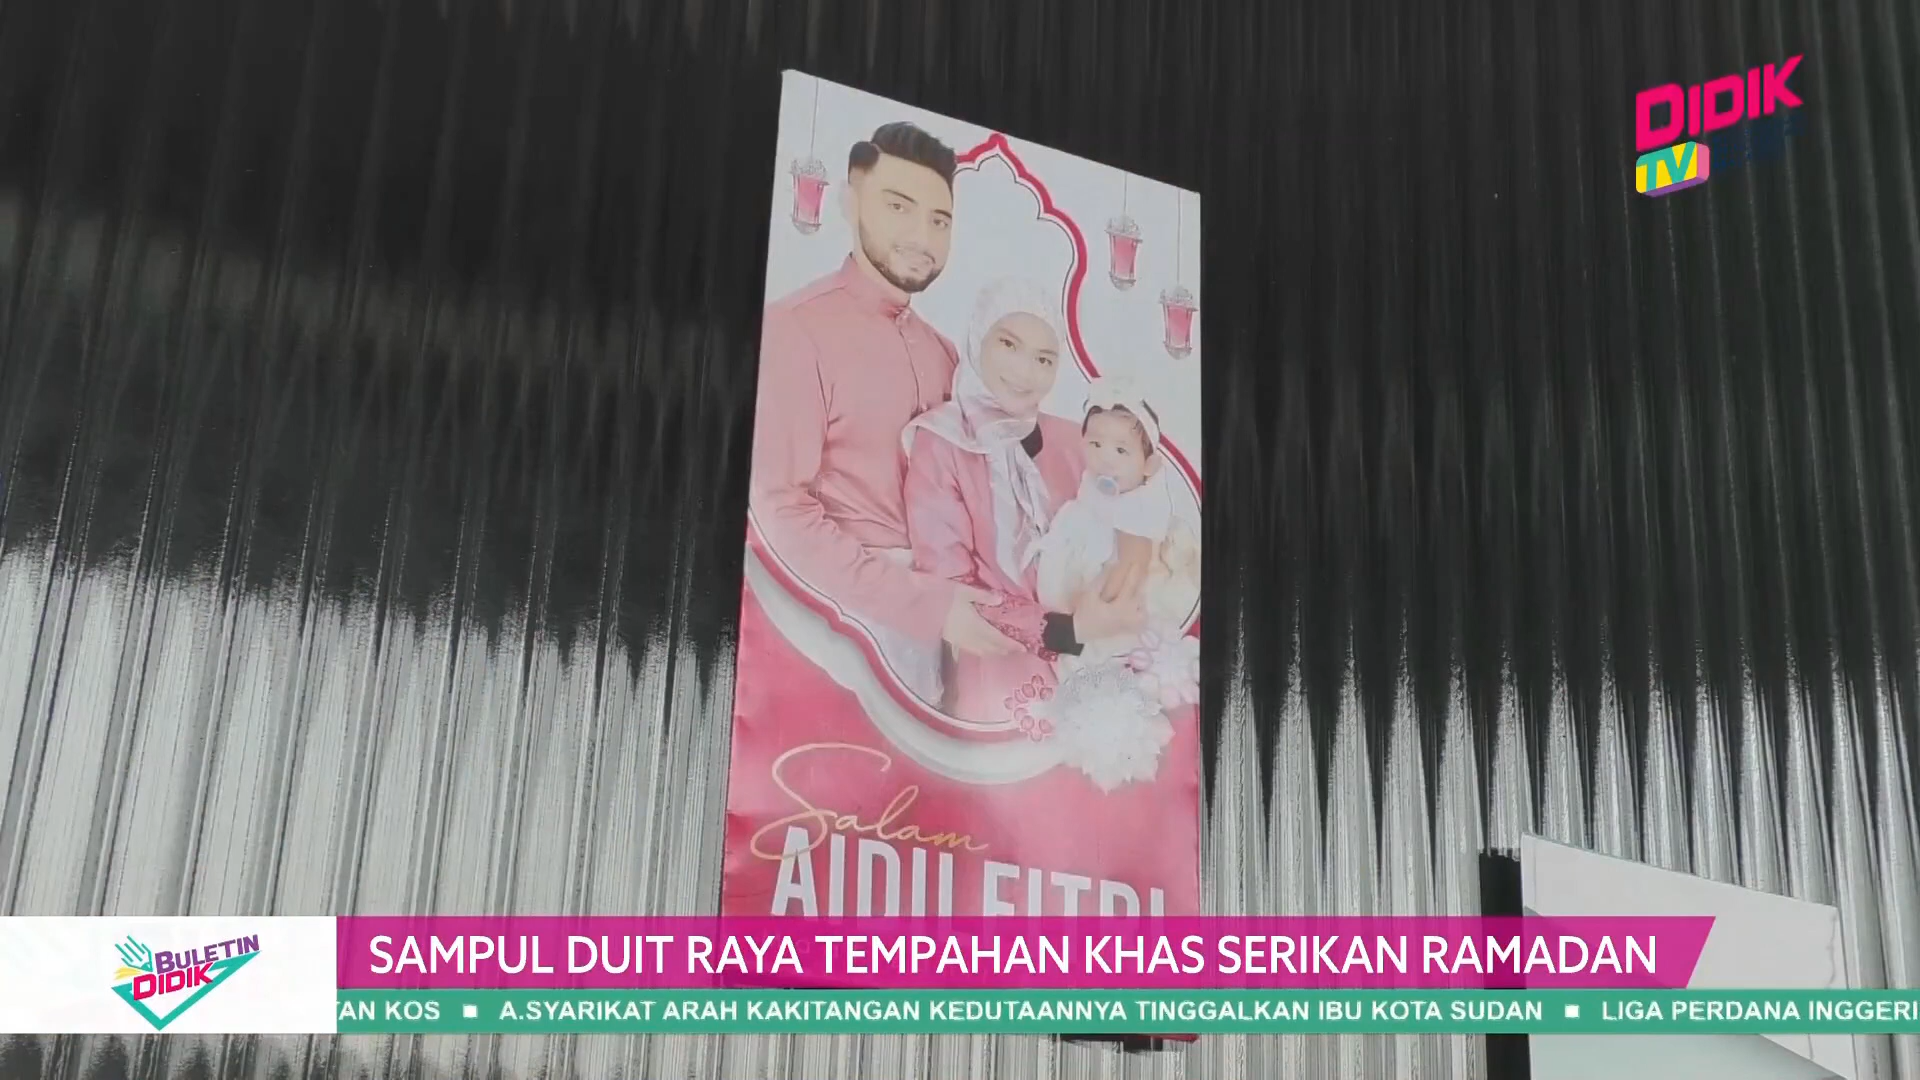 DIDIK
TV
Salam
AIDILFITRI
BULETIN
DIDIK
SAMPUL DUIT RAYA TEMPAHAN KHAS SERIKAN RAMADAN
TAN KOS ■ A.SYARIKAT ARAH KAKITANGAN KEDUTAANNYA TINGGALKAN IBU KOTA SUDAN ■ LIGA PERDANA INGGERI